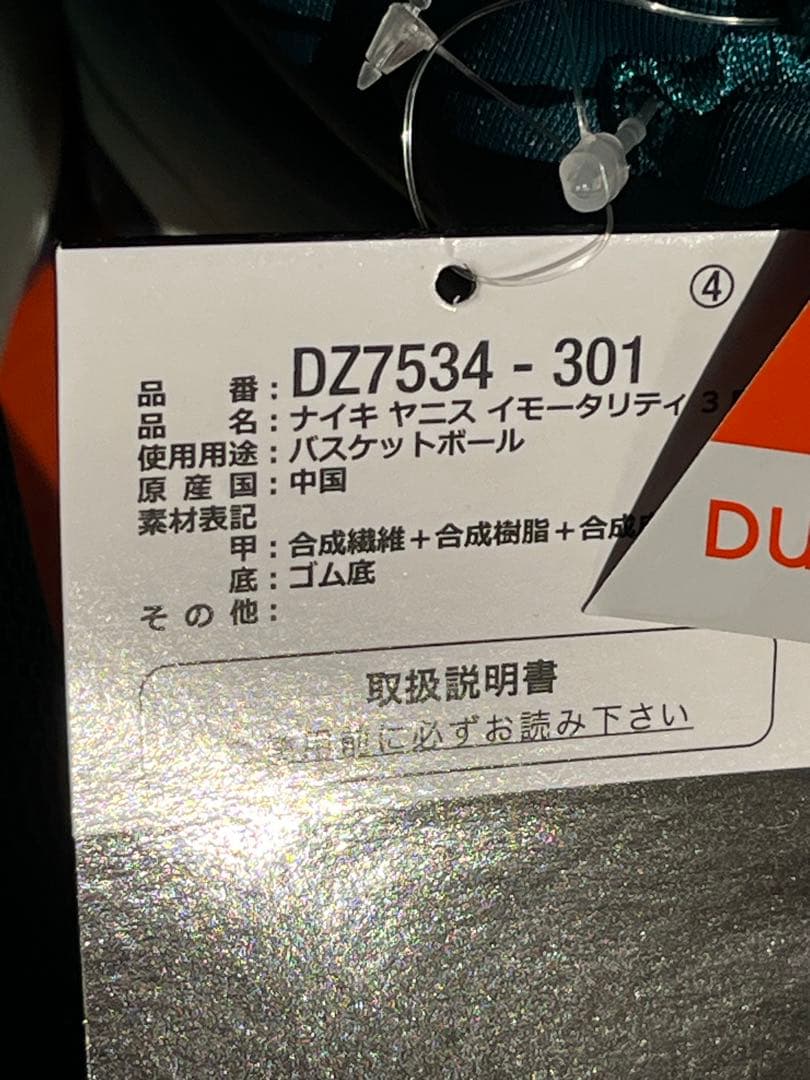 ④
品 番：DZ7534 - 301
品 名：ナイキ ヤニス イモータリティ 3
使用用途：バスケットボール
原産国：中国
素材表記
甲：合成繊維＋合成樹脂＋合成
底：ゴム底
その他：
DU
取扱説明書
用前に必ずお読み下さい